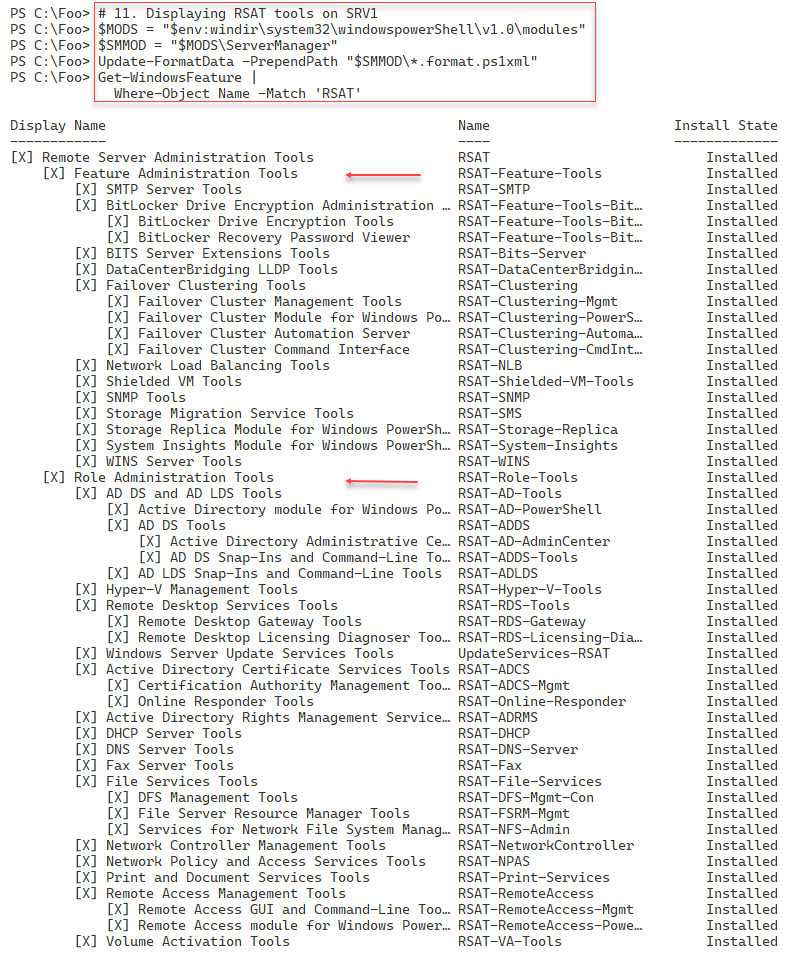 PS C:\Foo> # 11. Displaying RSAT tools on SRV1
PS C:\Foo> $MODS = "$env:windir\system32\windowspowerShell\v1.0\modules"
PS C:\Foo> $SMMOD = "$MODS\ServerManager"
PS C:\Foo> Update-FormatData -PrependPath "$SMMOD\*.format.ps1xml"
PS C:\Foo> Get-WindowsFeature |
Where-Object Name -Match 'RSAT'
Display Name Name Install State
------------ ---- -------------
[X] Remote Server Administration Tools RSAT Installed
[X] Feature Administration Tools RSAT-Feature-Tools Installed
[X] SMTP Server Tools RSAT-SMTP Installed
[X] BitLocker Drive Encryption Administration … RSAT-Feature-Tools-Bit… Installed
[X] BitLocker Drive Encryption Tools RSAT-Feature-Tools-Bit… Installed
[X] BitLocker Recovery Password Viewer RSAT-Feature-Tools-Bit… Installed
[X] BITS Server Extensions Tools RSAT-Bits-Server Installed
[X] DataCenterBridging LLDP Tools RSAT-DataCenterBridgin… Installed
[X] Failover Clustering Tools RSAT-Clustering Installed
[X] Failover Cluster Management Tools RSAT-Clustering-Mgmt Installed
[X] Failover Cluster Module for Windows Po… RSAT-Clustering-PowerS… Installed
[X] Failover Cluster Automation Server RSAT-Clustering-Automa… Installed
[X] Failover Cluster Command Interface RSAT-Clustering-CmdInt… Installed
[X] Network Load Balancing Tools RSAT-NLB Installed
[X] Shielded VM Tools RSAT-Shielded-VM-Tools Installed
[X] SNMP Tools RSAT-SNMP Installed
[X] Storage Migration Service Tools RSAT-SMS Installed
[X] Storage Replica Module for Windows PowerSh… RSAT-Storage-Replica Installed
[X] System Insights Module for Windows PowerSh… RSAT-System-Insights Installed
[X] WINS Server Tools RSAT-WINS Installed
[X] Role Administration Tools RSAT-Role-Tools Installed
[X] AD DS and AD LDS Tools RSAT-AD-Tools Installed
[X] Active Directory module for Windows Po… RSAT-AD-PowerShell Installed
[X] AD DS Tools RSAT-ADDS Installed
[X] Active Directory Administrative Ce… RSAT-AD-AdminCenter Installed
[X] AD DS Snap-Ins and Command-Line To… RSAT-ADDS-Tools Installed
[X] AD LDS Snap-Ins and Command-Line Tools RSAT-ADLDS Installed
[X] Hyper-V Management Tools RSAT-Hyper-V-Tools Installed
[X] Remote Desktop Services Tools RSAT-RDS-Tools Installed
[X] Remote Desktop Gateway Tools RSAT-RDS-Gateway Installed
[X] Remote Desktop Licensing Diagnoser Too… RSAT-RDS-Licensing-Dia… Installed
[X] Windows Server Update Services Tools UpdateServices-RSAT Installed
[X] Active Directory Certificate Services Tools RSAT-ADCS Installed
[X] Certification Authority Management Too… RSAT-ADCS-Mgmt Installed
[X] Online Responder Tools RSAT-Online-Responder Installed
[X] Active Directory Rights Management Service… RSAT-ADRMS Installed
[X] DHCP Server Tools RSAT-DHCP Installed
[X] DNS Server Tools RSAT-DNS-Server Installed
[X] Fax Server Tools RSAT-Fax Installed
[X] File Services Tools RSAT-File-Services Installed
[X] DFS Management Tools RSAT-DFS-Mgmt-Con Installed
[X] File Server Resource Manager Tools RSAT-FSRM-Mgmt Installed
[X] Services for Network File System Manag… RSAT-NFS-Admin Installed
[X] Network Controller Management Tools RSAT-NetworkController Installed
[X] Network Policy and Access Services Tools RSAT-NPAS Installed
[X] Print and Document Services Tools RSAT-Print-Services Installed
[X] Remote Access Management Tools RSAT-RemoteAccess Installed
[X] Remote Access GUI and Command-Line Too… RSAT-RemoteAccess-Mgmt Installed
[X] Remote Access module for Windows Power… RSAT-RemoteAccess-Powe… Installed
[X] Volume Activation Tools RSAT-VA-Tools Installed